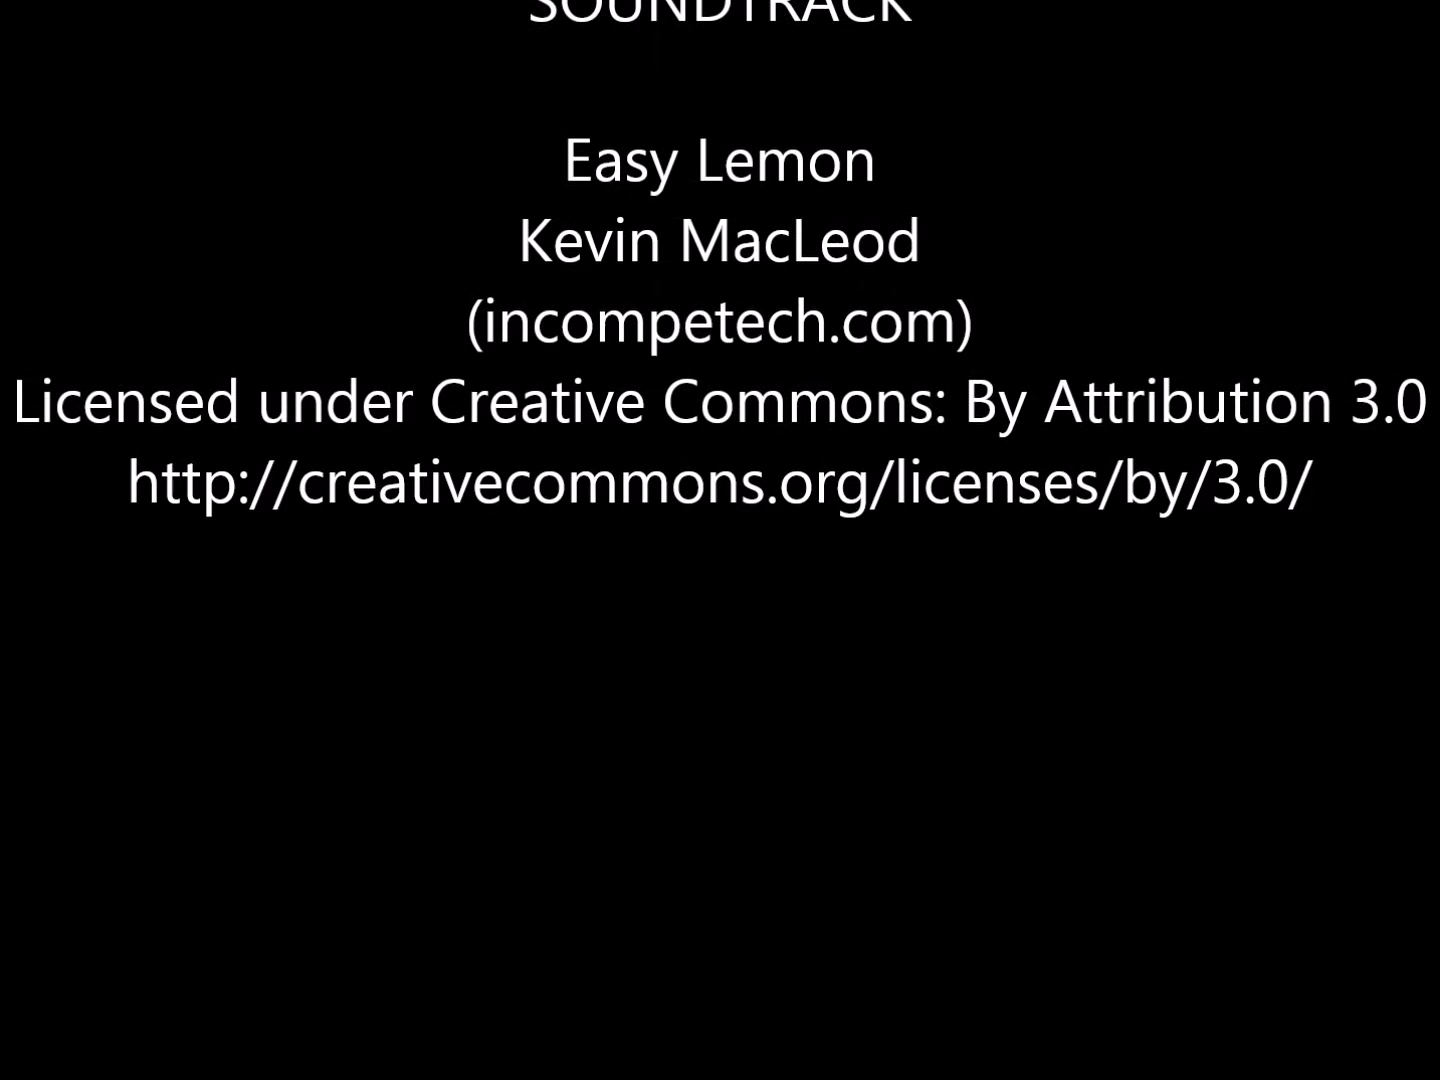 SOUNDTRACK
Easy Lemon
Kevin MacLeod
(incompetech.com)
Licensed under Creative Commons: By Attribution 3.0
http://creativecommons.org/licenses/by/3.0/